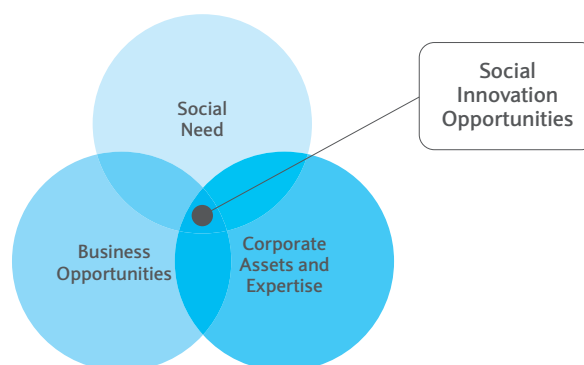 Social
Need
Social
Innovation
Opportunities
Business
Opportunities
Corporate
Assets and
Expertise